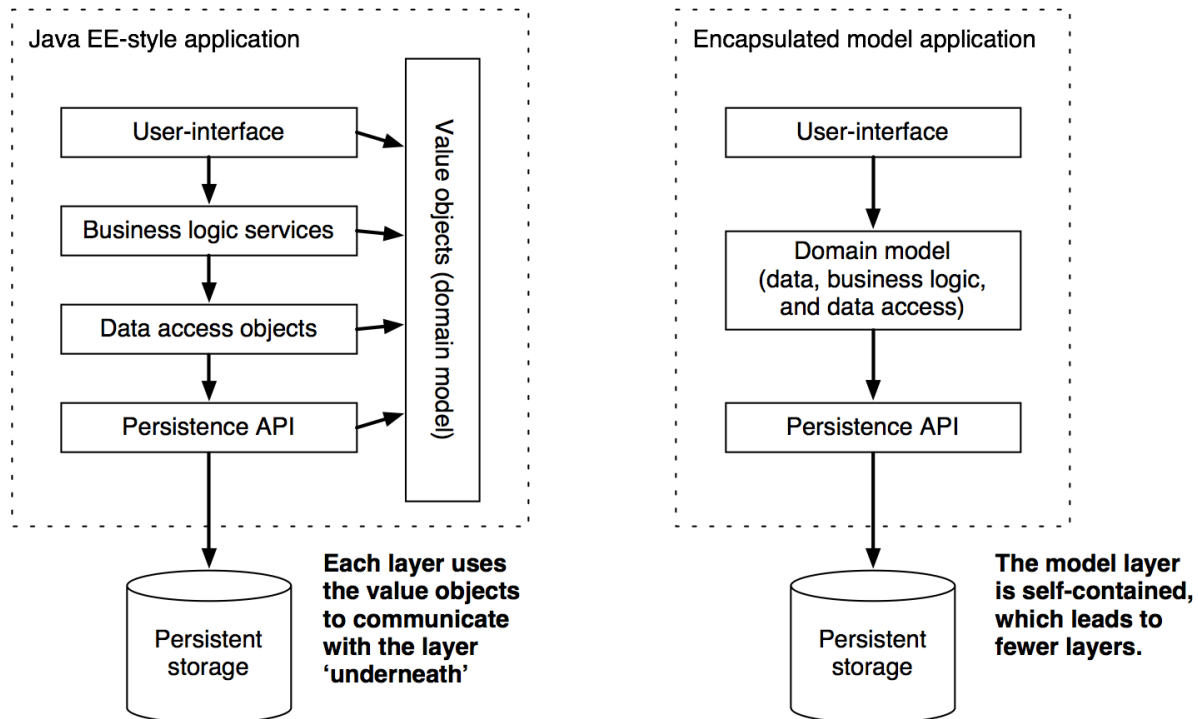 Java EE-style application
User-interface
Business logic services
Data access objects
Persistence API
Value objects (domain model)
Persistent
storage
Each layer uses
the value objects
to communicate
with the layer
‘underneath’
Encapsulated model application
User-interface
Domain model
(data, business logic,
and data access)
Persistence API
Persistent
storage
The model layer
is self-contained,
which leads to
fewer layers.